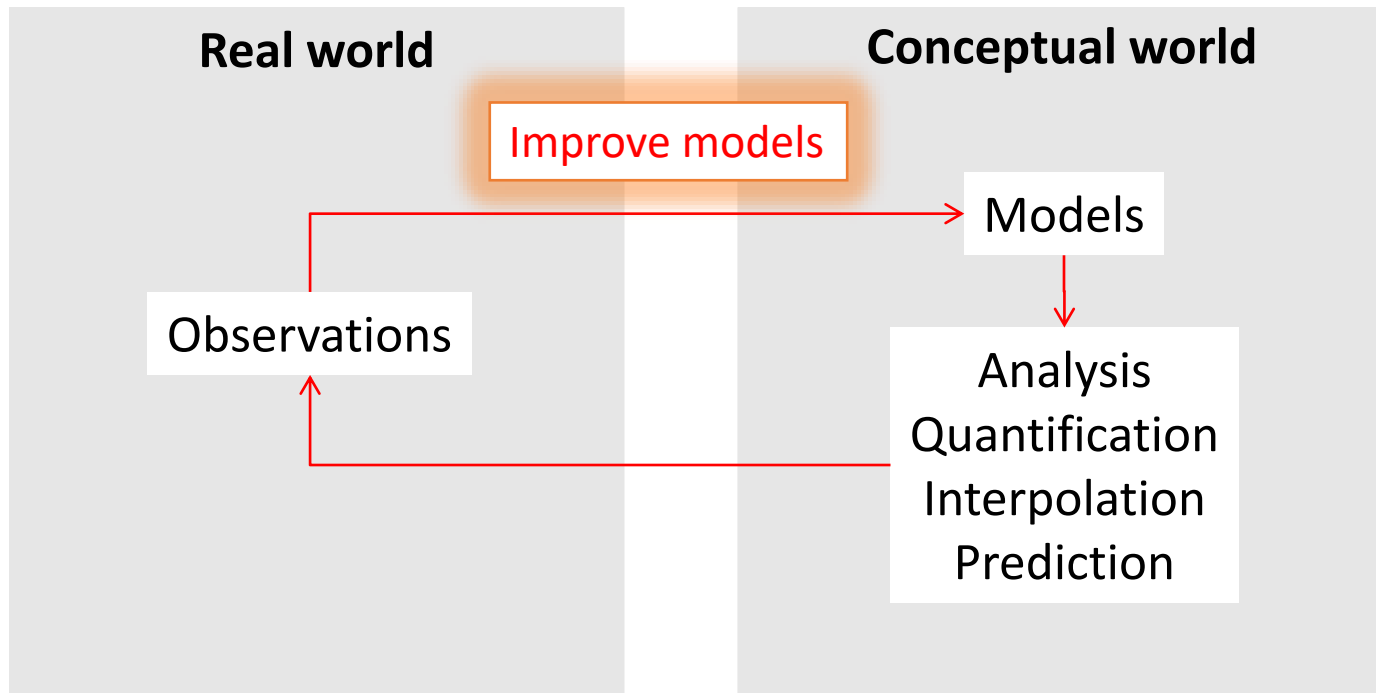 Real world
Conceptual world
Improve models
Models
Observations
Analysis
Quantification
Interpolation
Prediction